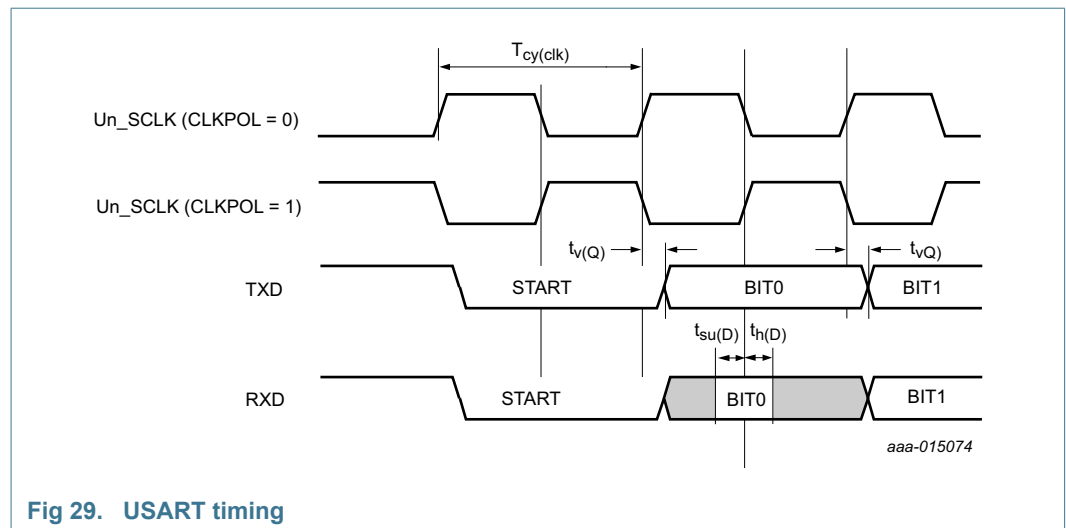 Tcy(clk)
Un_SCLK (CLKPOL = 0)
Un_SCLK (CLKPOL = 1)
tv(Q)
tvQ)
TXD
START
BIT0
BIT1
tsu(D)
th(D)
RXD
START
BIT0
BIT1
aaa-015074
Fig 29. USART timing